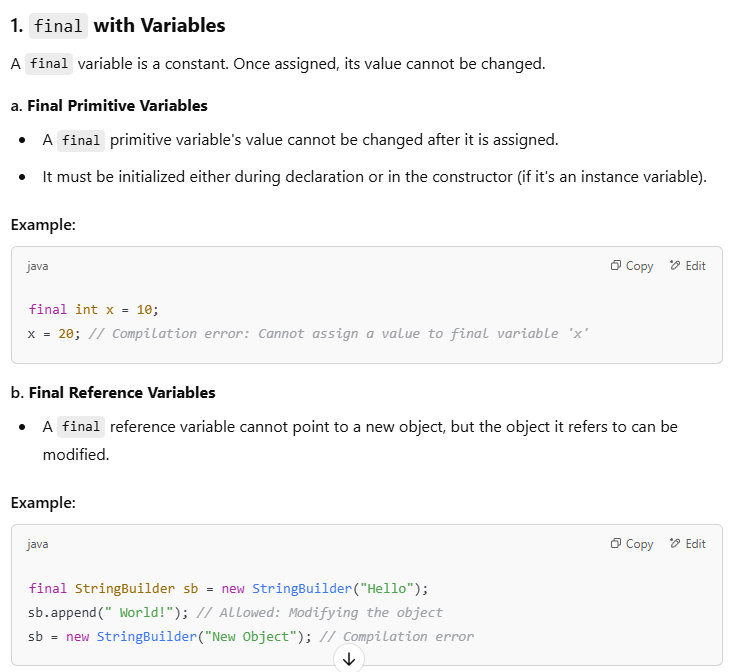 1. final with Variables
A final variable is a constant. Once assigned, its value cannot be changed.
a. Final Primitive Variables
• A final primitive variable's value cannot be changed after it is assigned.
• It must be initialized either during declaration or in the constructor (if it's an instance variable).
Example:
java Copy Edit
final int x = 10;
x = 20; // Compilation error: Cannot assign a value to final variable 'x'
b. Final Reference Variables
• A final reference variable cannot point to a new object, but the object it refers to can be
modified.
Example:
java Copy Edit
final StringBuilder sb = new StringBuilder("Hello");
sb.append(" World!"); // Allowed: Modifying the object
sb = new StringBuilder("New Object"); // Compilation error